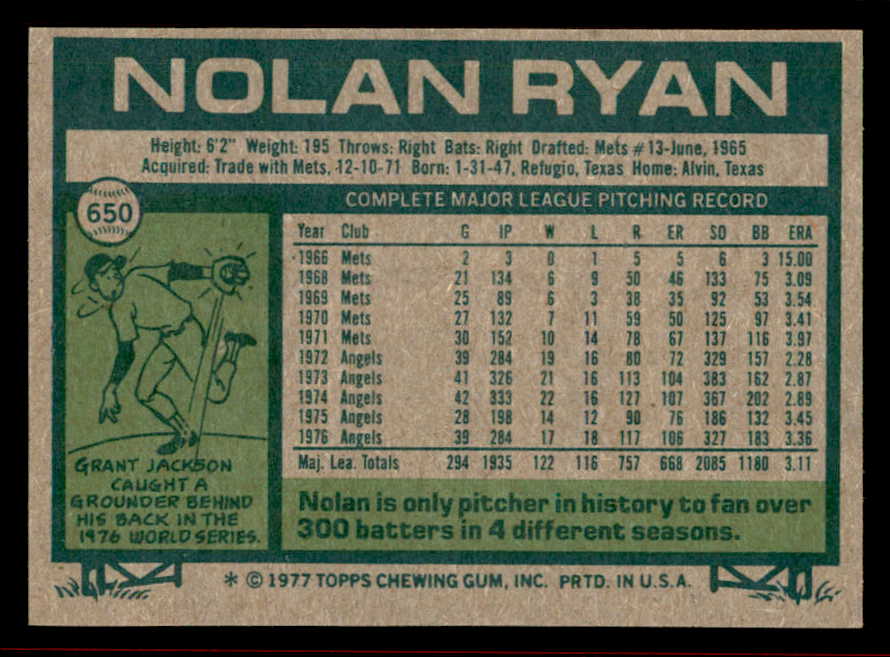 NOLAN RYAN
Height: 6'2" Weight: 195 Throws: Right Bats: Right Drafted: Mets #13-June, 1965
Acquired: Trade with Mets, 12-10-71 Born: 1-31-47, Refugio, Texas Home: Alvin, Texas
650
COMPLETE MAJOR LEAGUE PITCHING RECORD
Year Club G IP W L R ER SO BB ERA
1966 Mets 2 3 0 1 5 5 6 3 15.00
1968 Mets 21 134 6 9 50 46 133 75 3.09
1969 Mets 25 89 6 3 38 35 92 53 3.54
1970 Mets 27 132 7 11 59 50 125 97 3.41
1971 Mets 30 152 10 14 78 67 137 116 3.97
1972 Angels 39 284 19 16 80 72 329 157 2.28
1973 Angels 41 326 21 16 113 104 383 162 2.87
1974 Angels 42 333 22 16 127 107 367 202 2.89
1975 Angels 28 198 14 12 90 76 186 132 3.45
1976 Angels 39 284 17 18 117 106 327 183 3.36
Maj. Lea. Totals 294 1935 122 116 757 668 2085 1180 3.11
GRANT JACKSON
CAUGHT A
GROUNDER BEHIND
HIS BACK IN THE
1976 WORLD SERIES.
Nolan is only pitcher in history to fan over
300 batters in 4 different seasons.
* © 1977 TOPPS CHEWING GUM, INC. PRTD. IN U.S.A.